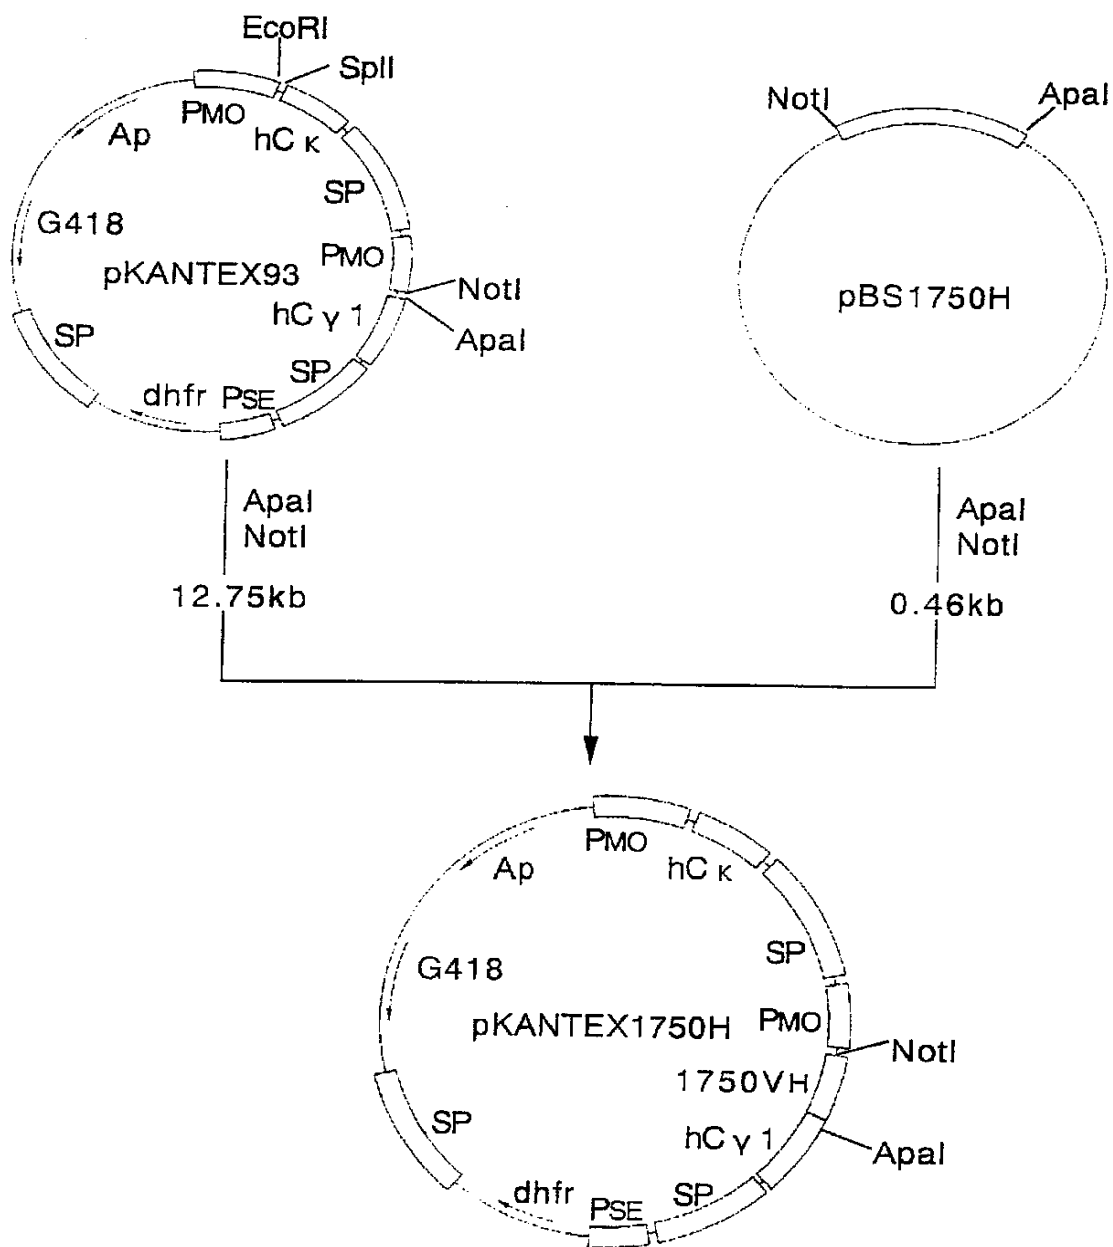 EcoRI
SplI
PMO
hCκ
Ap
SP
G418
PMO
pKANTEX93
NotI
hCγ1
ApaI
SP
SP
dhfr
PSE
NotI
ApaI
pBS1750H
ApaI
NotI
12.75kb
ApaI
NotI
0.46kb
PMO
hCκ
Ap
SP
G418
PMO
pKANTEX1750H
NotI
1750VH
hCγ1
ApaI
SP
SP
dhfr
PSE